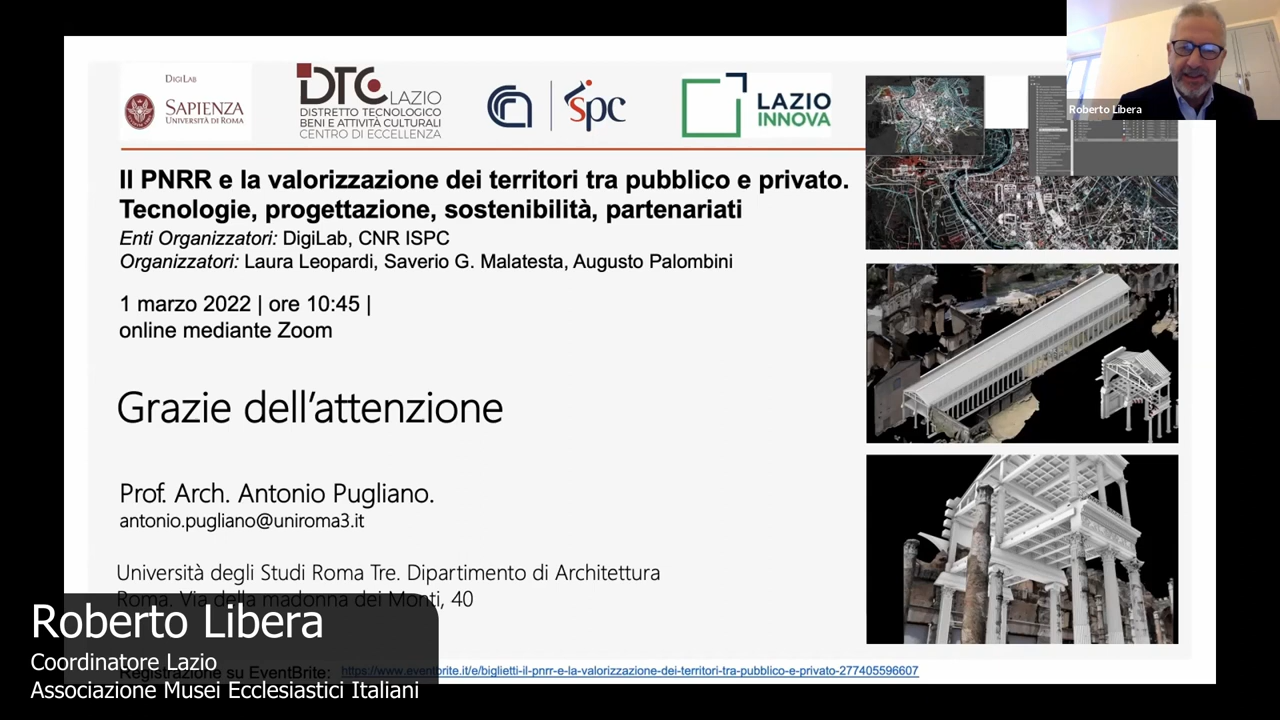 DIGILAB
SAPIENZA
UNIVERSITÀ DI ROMA
DTC LAZIO
DISTRETTO TECNOLOGICO
BENI E ATTIVITÀ CULTURALI
CENTRO DI ECCELLENZA
ispc
LAZIO
INNOVA
Roberto Libera
Il PNRR e la valorizzazione dei territori tra pubblico e privato.
Tecnologie, progettazione, sostenibilità, partenariati
Enti Organizzatori: DigiLab, CNR ISPC
Organizzatori: Laura Leopardi, Saverio G. Malatesta, Augusto Palombini
1 marzo 2022 | ore 10:45 |
online mediante Zoom
Grazie dell’attenzione
Prof. Arch. Antonio Pugliano.
antonio.pugliano@uniroma3.it
Università degli Studi Roma Tre. Dipartimento di Architettura
Roma. Via della madonna dei Monti, 40
Roberto Libera
Coordinatore Lazio
Registrazione su EventBrite: https://www.eventbrite.it/e/biglietti-il-pnrr-e-la-valorizzazione-dei-territori-tra-pubblico-e-privato-277405596607
Associazione Musei Ecclesiastici Italiani